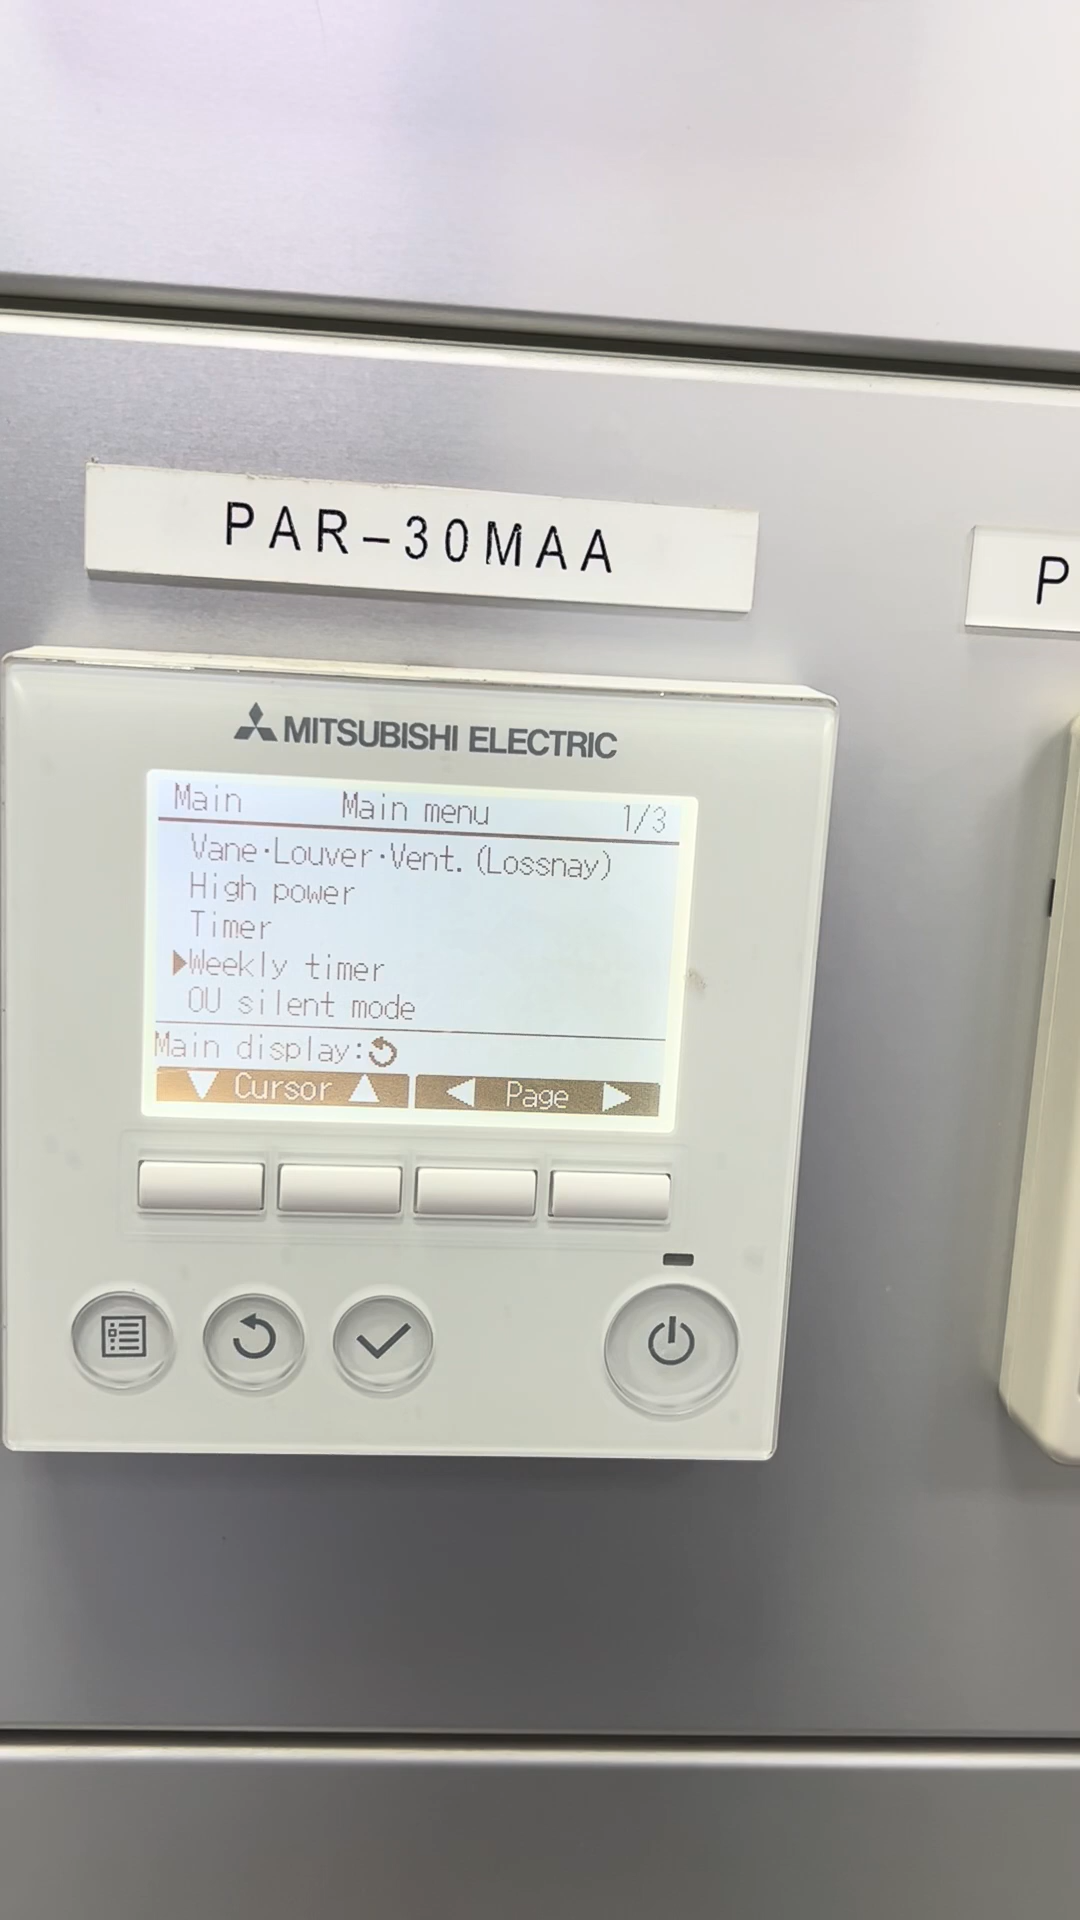 PAR-30MAA
P
MITSUBISHI ELECTRIC
Main Main menu 1/3
Vane·Louver·Vent.(Lossnay)
High power
Timer
▶Weekly timer
OU silent mode
Main display:
▼ Cursor ▲ ◀ Page ▶